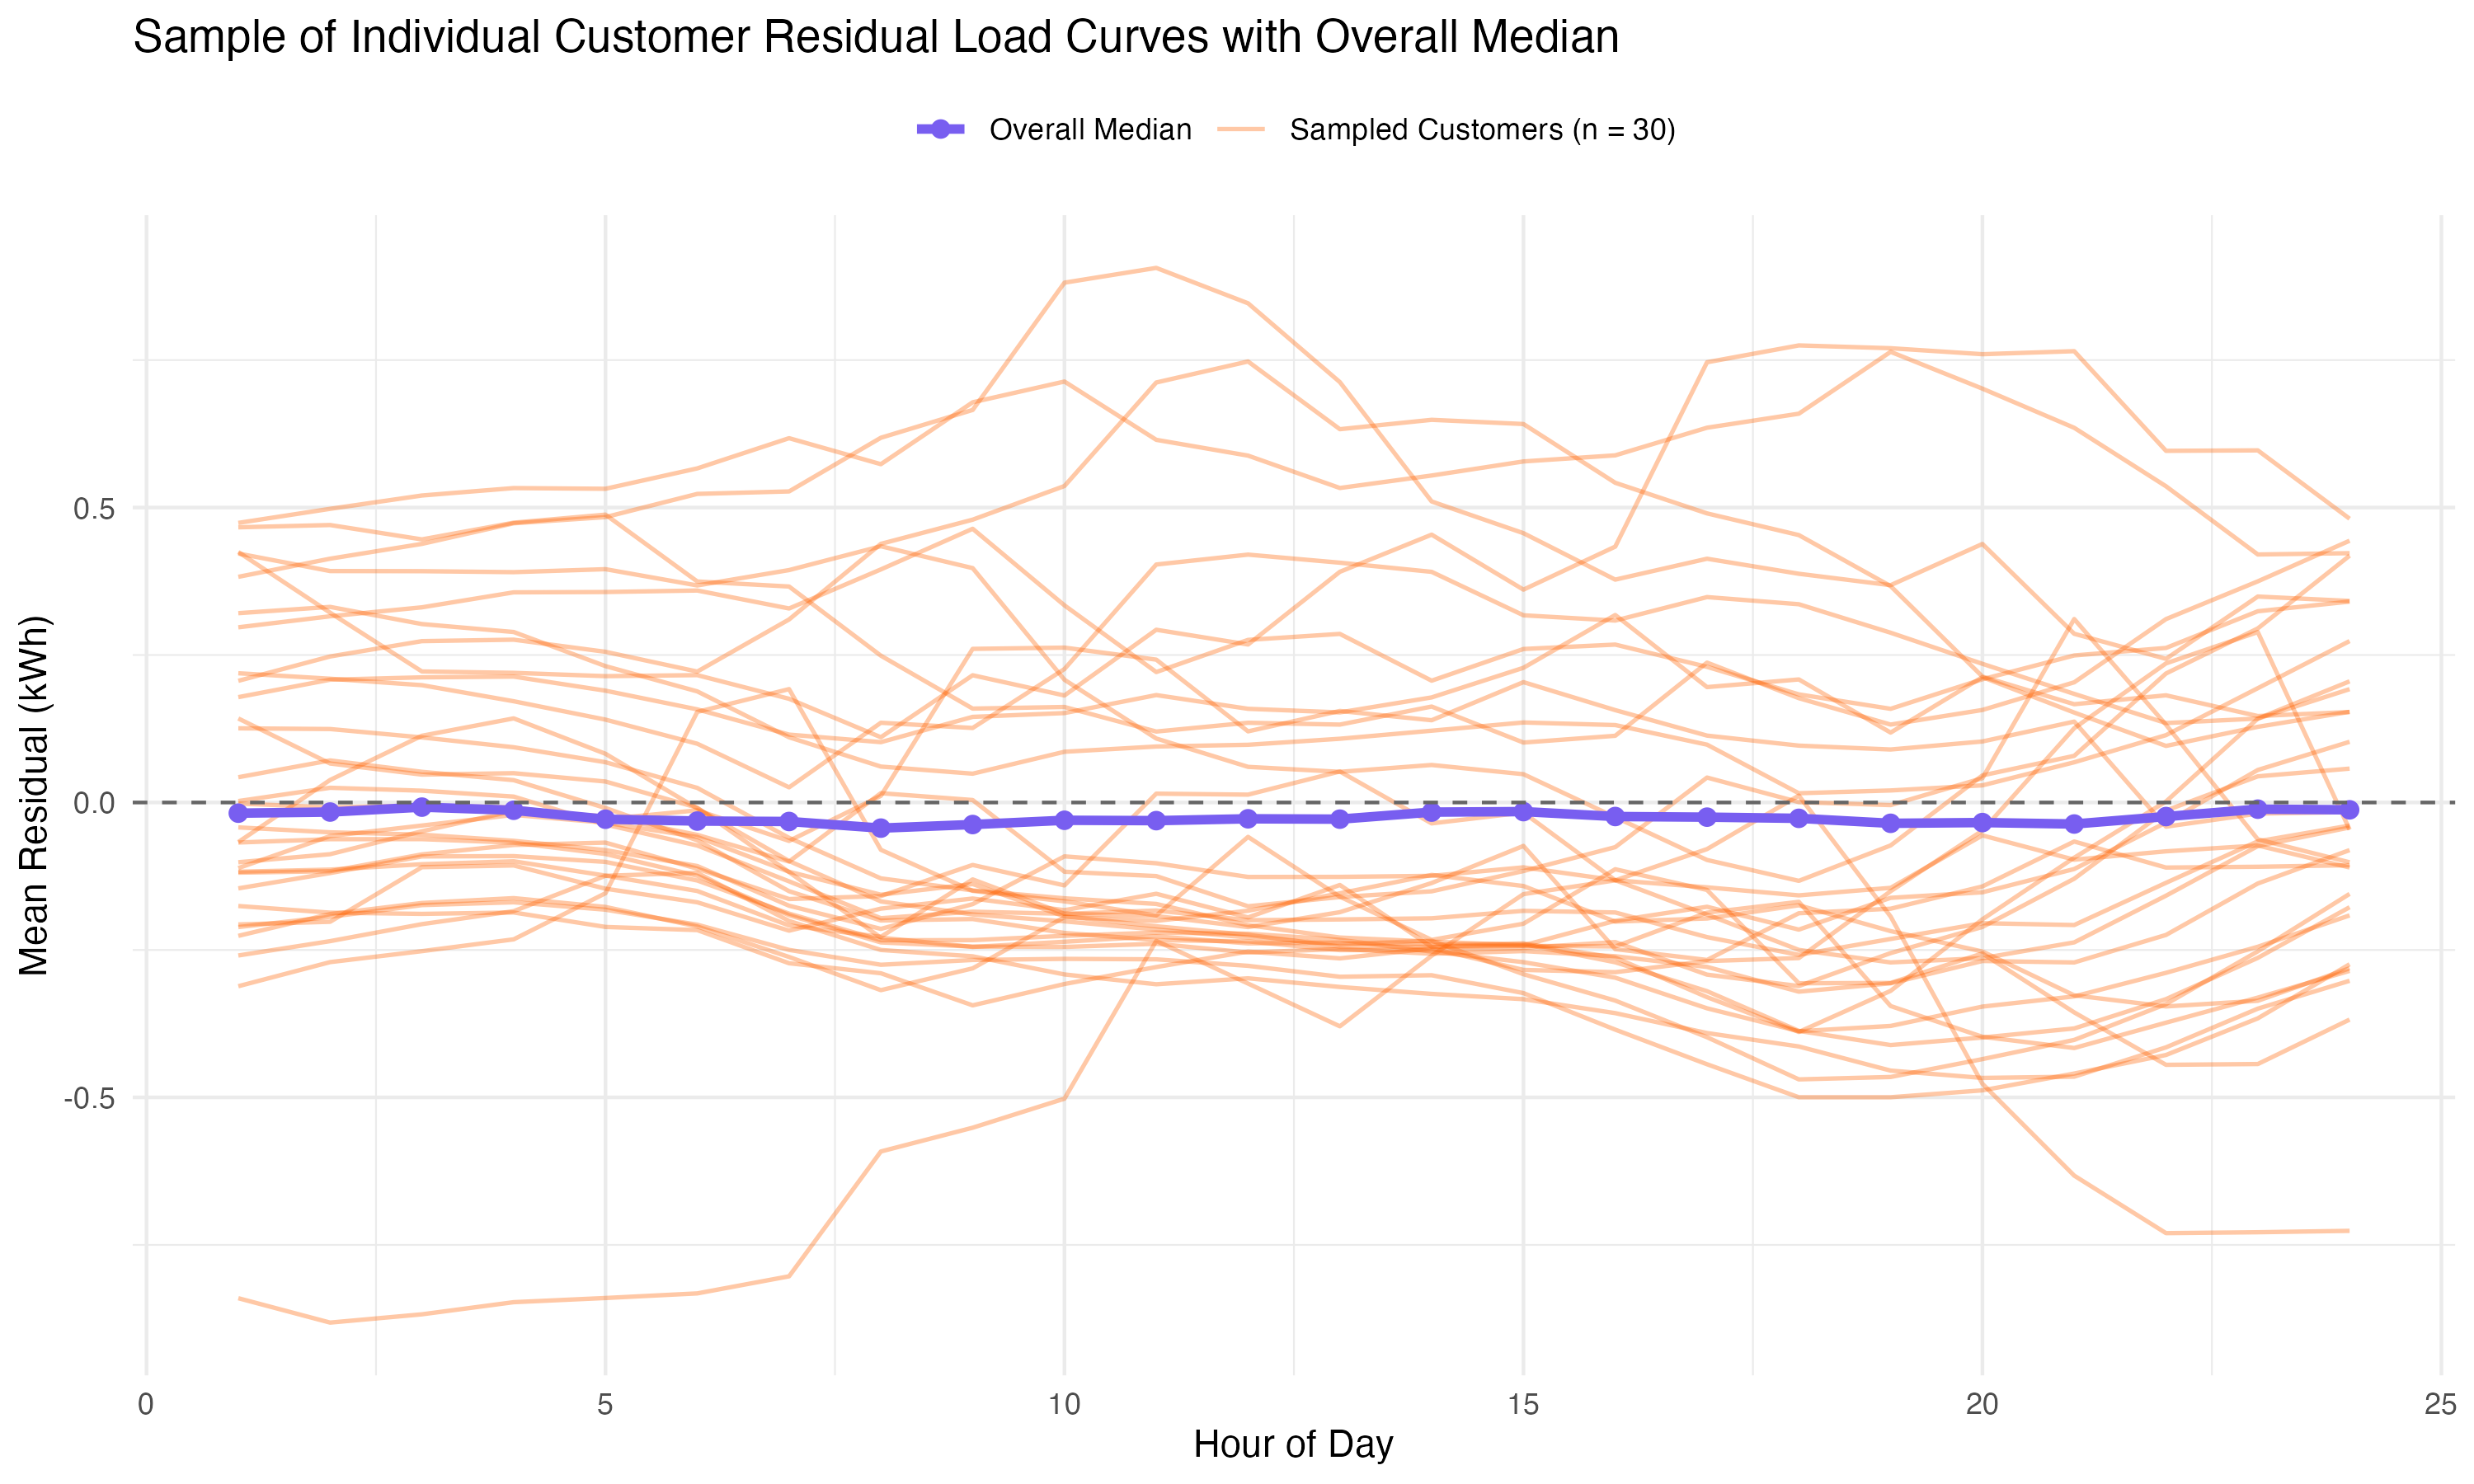 Sample of Individual Customer Residual Load Curves with Overall Median
Overall Median
Sampled Customers (n = 30)
Mean Residual (kWh)
0.5
0.0
-0.5
0
5
10
15
20
25
Hour of Day